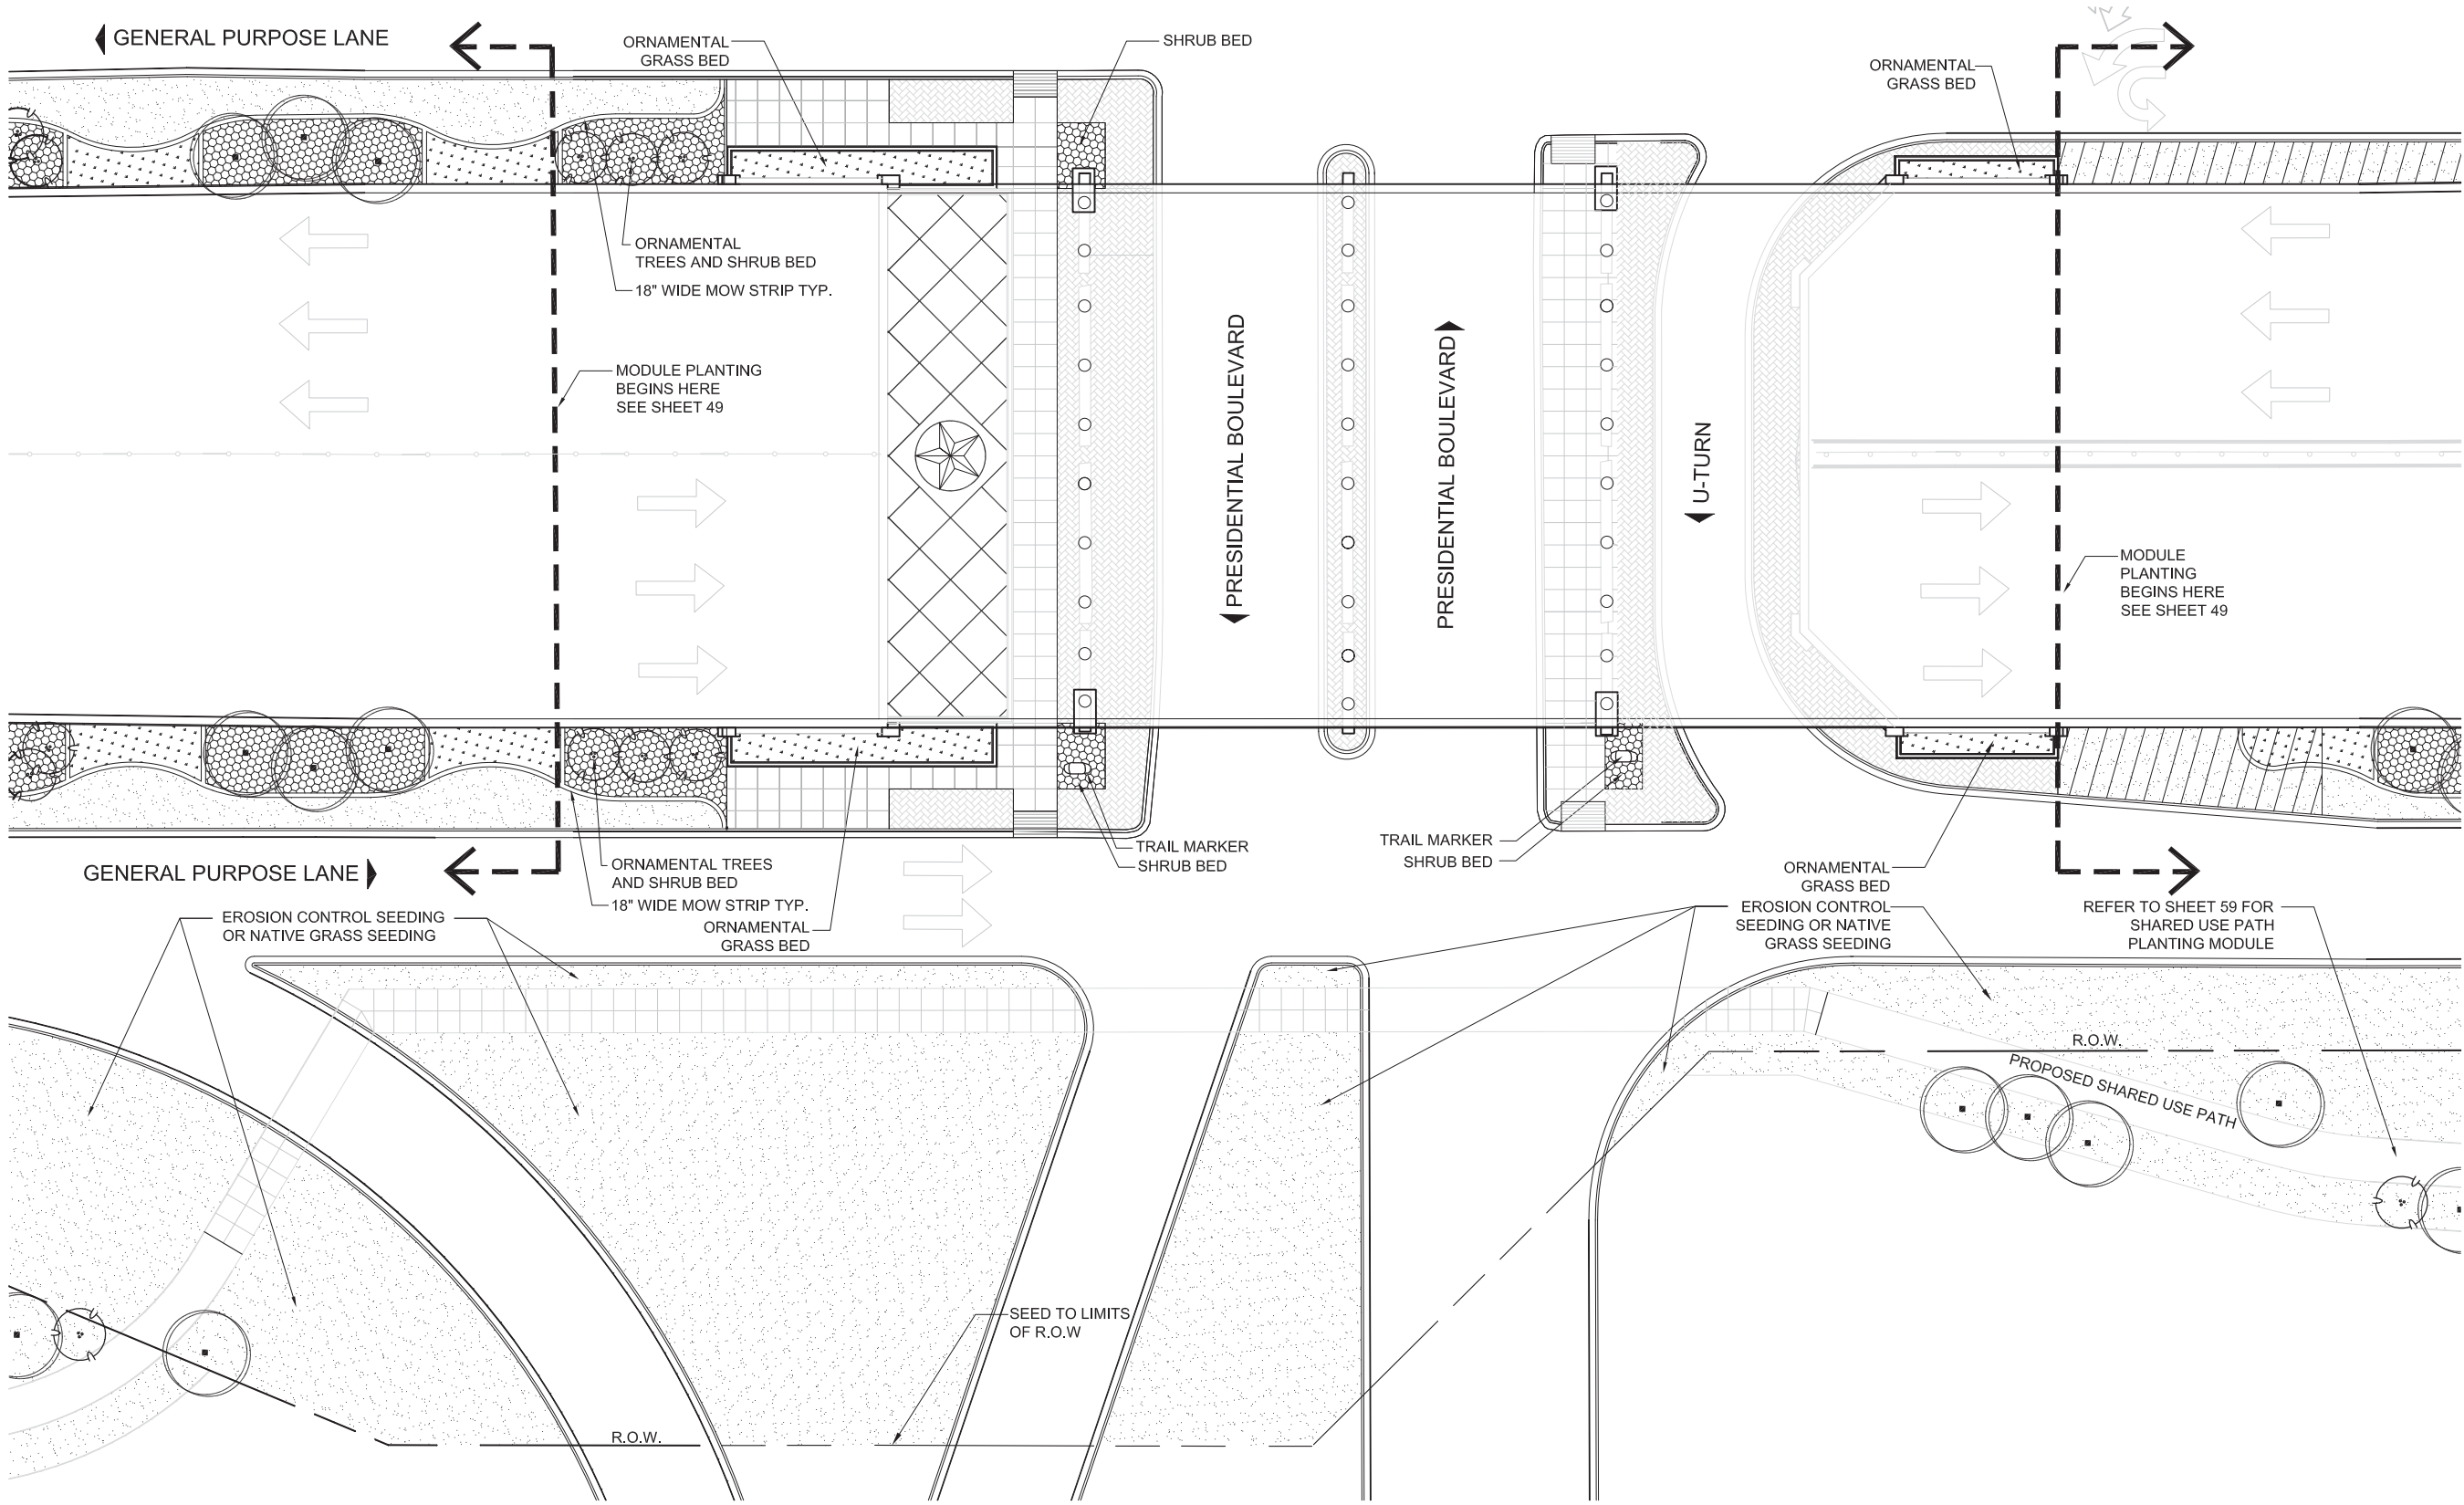 GENERAL PURPOSE LANE
ORNAMENTAL
GRASS BED
SHRUB BED
ORNAMENTAL
GRASS BED
ORNAMENTAL
TREES AND SHRUB BED
18" WIDE MOW STRIP TYP.
MODULE PLANTING
BEGINS HERE
SEE SHEET 49
PRESIDENTIAL BOULEVARD
PRESIDENTIAL BOULEVARD
U-TURN
MODULE
PLANTING
BEGINS HERE
SEE SHEET 49
GENERAL PURPOSE LANE
ORNAMENTAL TREES
AND SHRUB BED
18" WIDE MOW STRIP TYP.
ORNAMENTAL
GRASS BED
TRAIL MARKER
SHRUB BED
TRAIL MARKER
SHRUB BED
ORNAMENTAL
GRASS BED
EROSION CONTROL SEEDING
OR NATIVE GRASS SEEDING
EROSION CONTROL
SEEDING OR NATIVE
GRASS SEEDING
REFER TO SHEET 59 FOR
SHARED USE PATH
PLANTING MODULE
R.O.W.
PROPOSED SHARED USE PATH
SEED TO LIMITS
OF R.O.W
R.O.W.